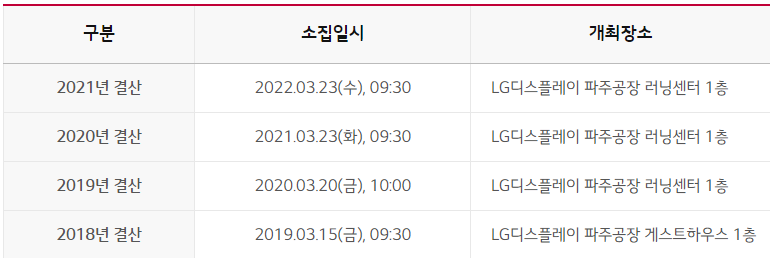 구분 소집일시 개최장소
2021년 결산 2022.03.23(수), 09:30 LG디스플레이 파주공장 러닝센터 1층
2020년 결산 2021.03.23(화), 09:30 LG디스플레이 파주공장 러닝센터 1층
2019년 결산 2020.03.20(금), 10:00 LG디스플레이 파주공장 러닝센터 1층
2018년 결산 2019.03.15(금), 09:30 LG디스플레이 파주공장 게스트하우스 1층